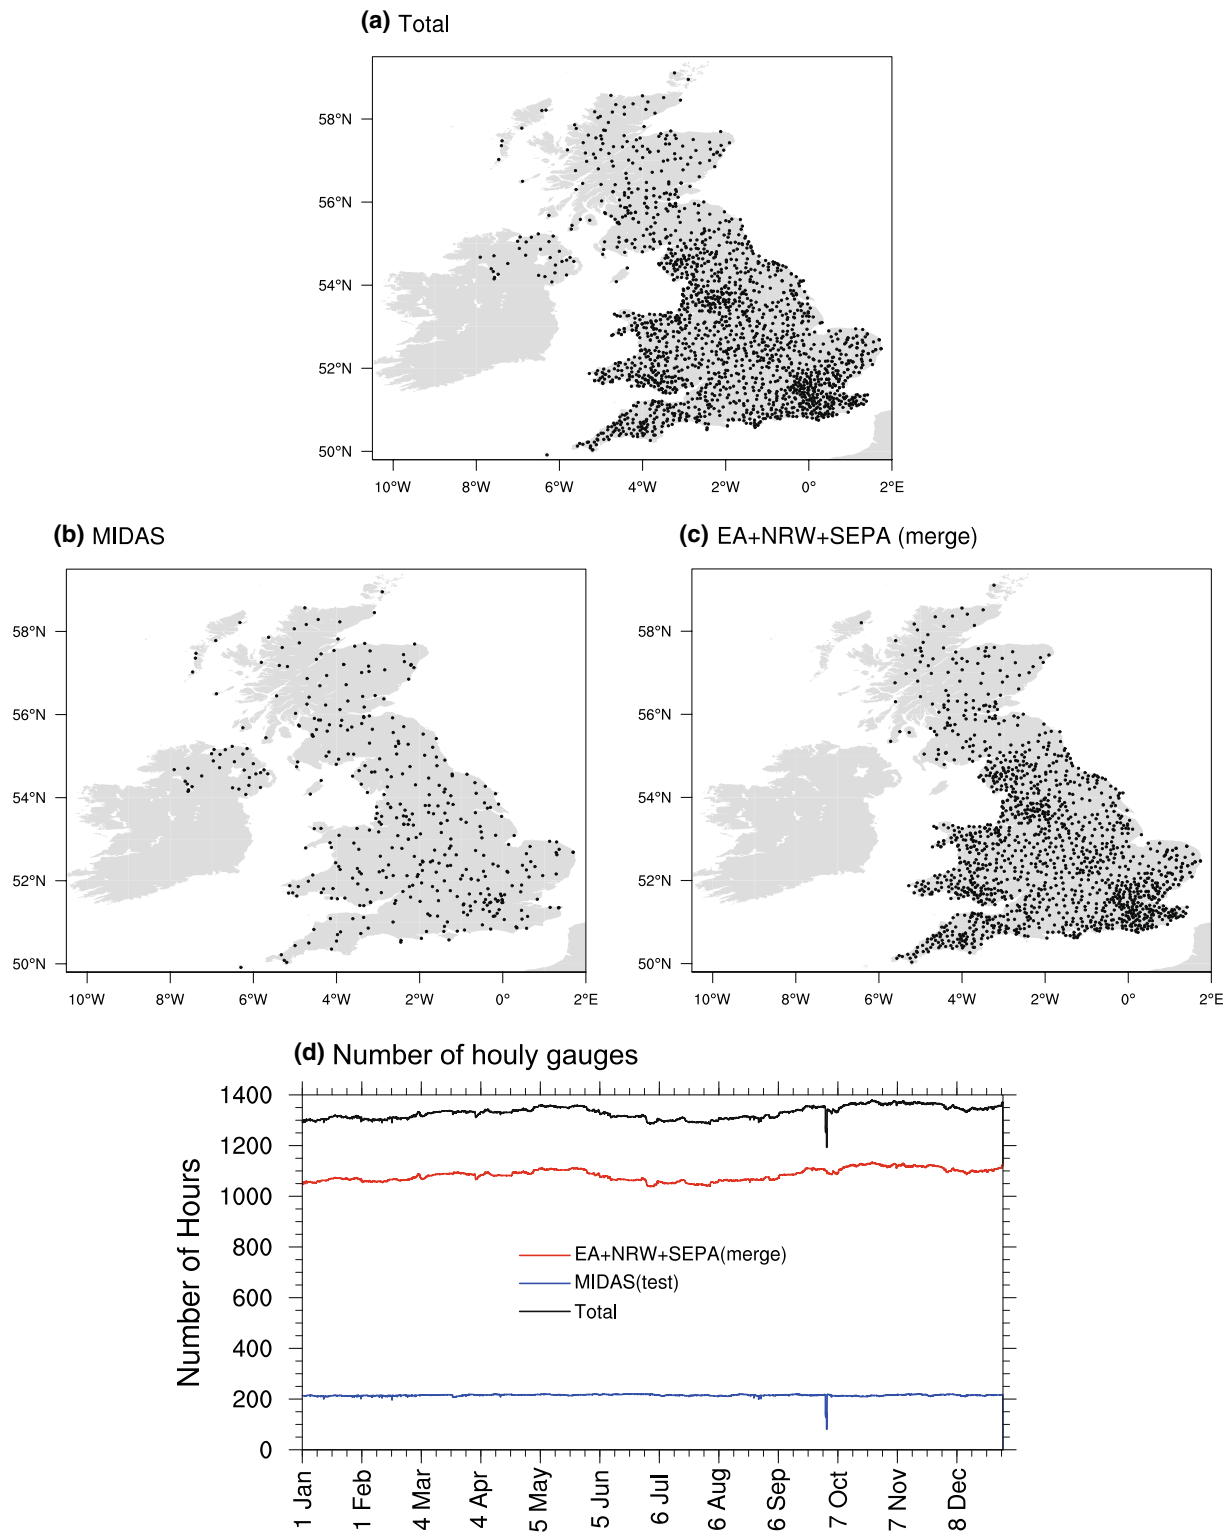 (a) Total
58°N
56°N
54°N
52°N
50°N
10°W 8°W 6°W 4°W 2°W 0° 2°E
(b) MIDAS
58°N
56°N
54°N
52°N
50°N
10°W 8°W 6°W 4°W 2°W 0° 2°E
(c) EA+NRW+SEPA (merge)
58°N
56°N
54°N
52°N
50°N
10°W 8°W 6°W 4°W 2°W 0° 2°E
(d) Number of houly gauges
Number of Hours
1400
1200
1000
800
600
400
200
0
EA+NRW+SEPA(merge)
MIDAS(test)
Total
1 Jan
1 Feb
4 Mar
4 Apr
5 May
5 Jun
6 Jul
6 Aug
6 Sep
7 Oct
7 Nov
8 Dec